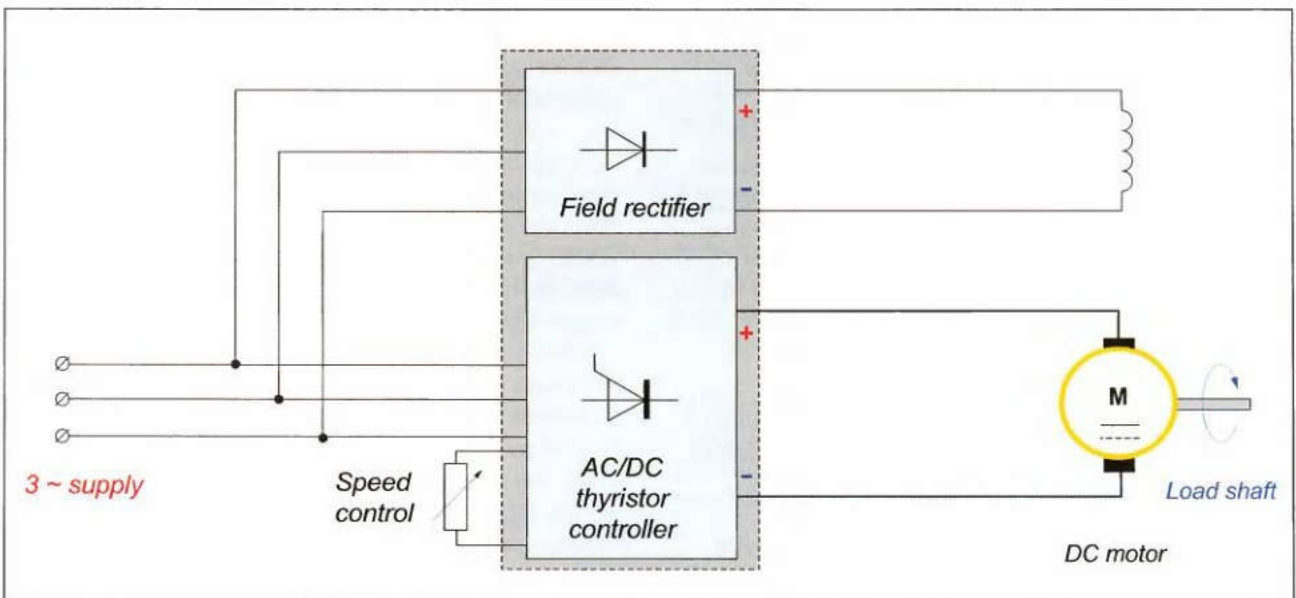 +
-
Field rectifier
+
-
AC/DC
thyristor
controller
3 ~ supply
Speed
control
M
Load shaft
DC motor